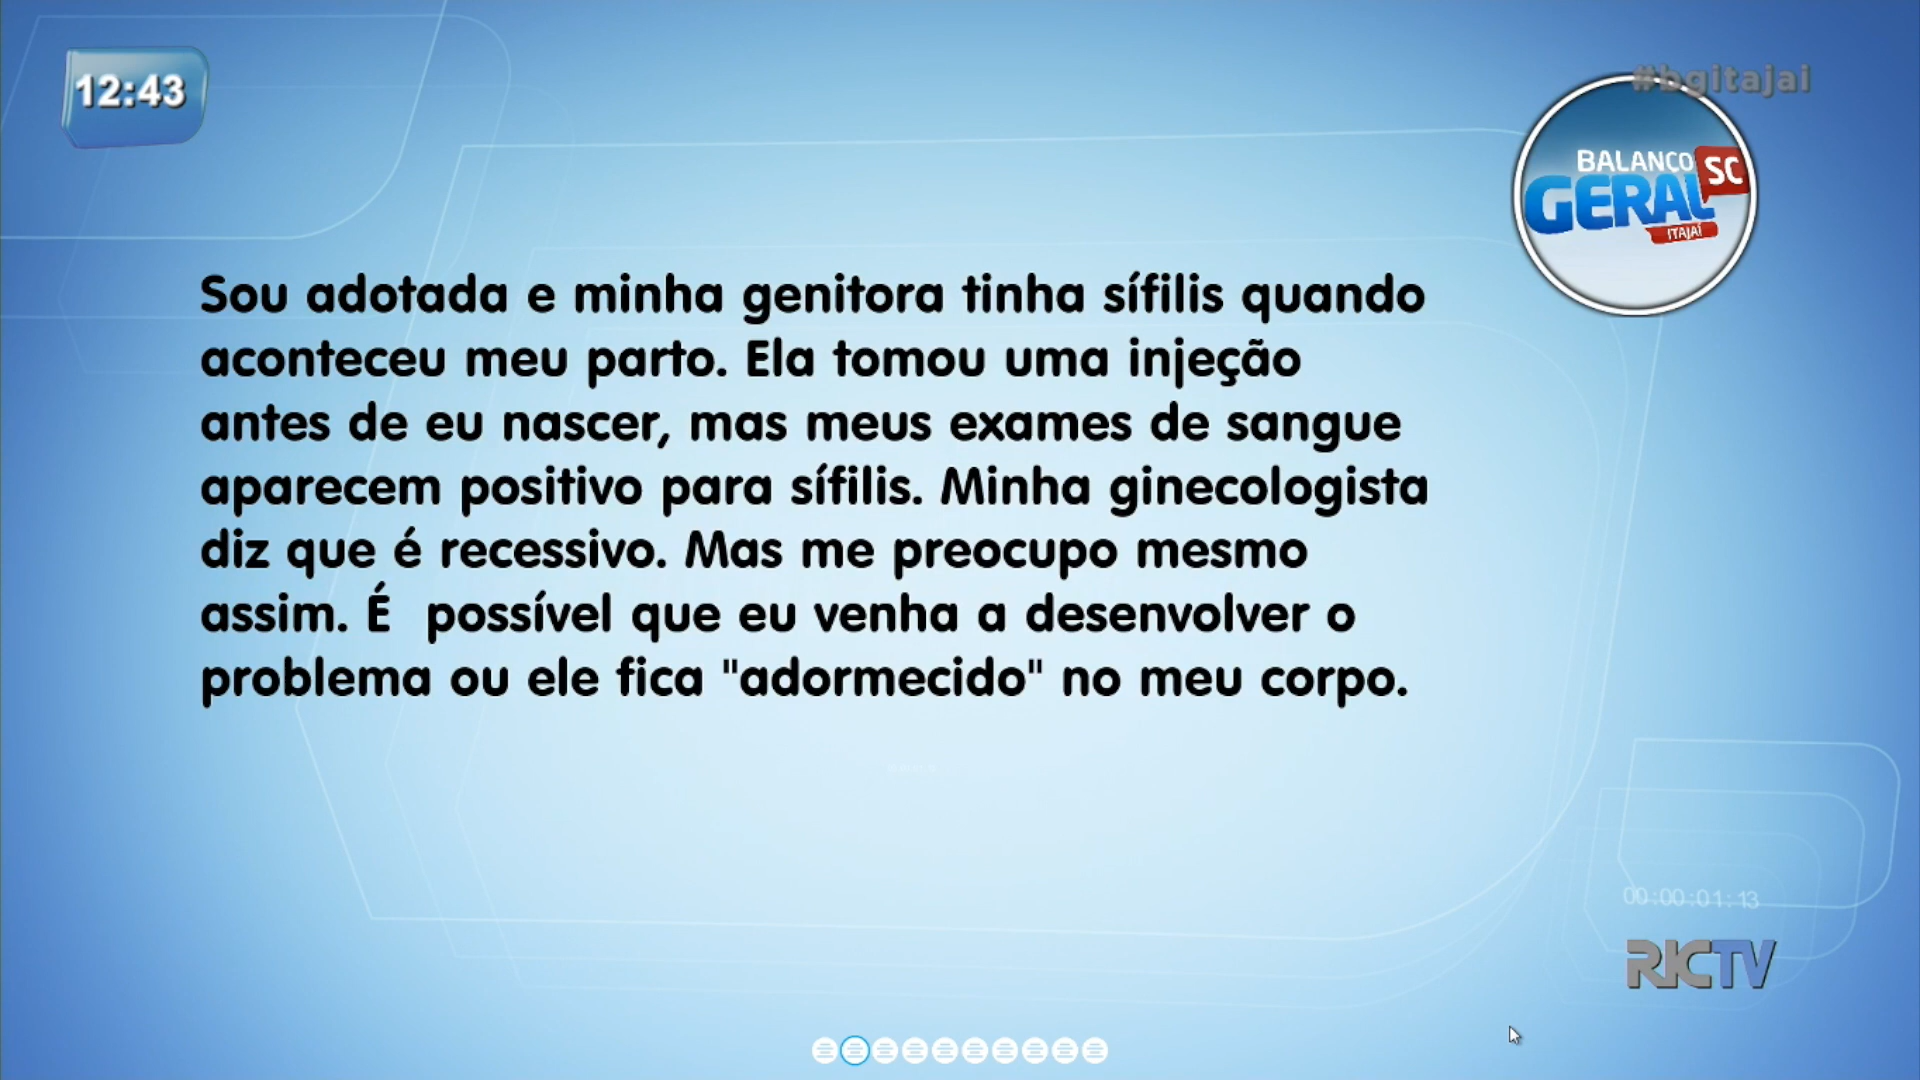 12:43
#bgitajai
BALANÇO
GERAL SC
ITAJAÍ
Sou adotada e minha genitora tinha sífilis quando
aconteceu meu parto. Ela tomou uma injeção
antes de eu nascer, mas meus exames de sangue
aparecem positivo para sífilis. Minha ginecologista
diz que é recessivo. Mas me preocupo mesmo
assim. É  possível que eu venha a desenvolver o
problema ou ele fica "adormecido" no meu corpo.
00:00:01:13
RICTV